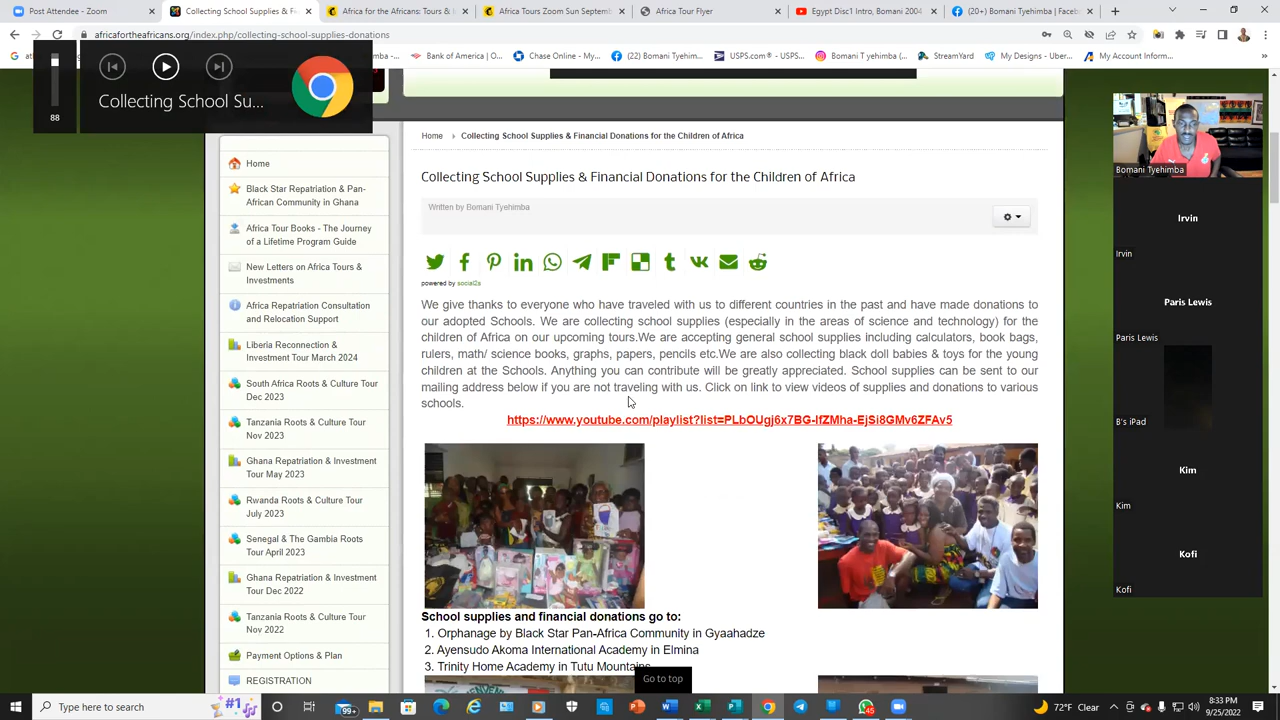 Post Attendee - Zoom
Collecting School Supplies & F
Africa for the Africans: Tours & I
Africa Tours Zoom Sun Septemb
Africa Tour Flyer
Egypt Disc1 Intro, Bomani 2004
(20+) Bomani Tyehimba | Faceb
africafortheafricans.org/index.php/collecting-school-supplies-donations
Bank of America | O...
Chase Online - My...
(22) Bomani Tyehim...
USPS.com® - USPS...
Bomani T yehimba (...
StreamYard
My Designs - Uber...
My Account Infor...
88
Collecting School Su...
Home
Black Star Repatriation & Pan-
African Community in Ghana
Africa Tour Books - The Journey
of a Lifetime Program Guide
New Letters on Africa Tours &
Investments
Africa Repatriation Consultation
and Relocation Support
Liberia Reconnection &
Investment Tour March 2024
South Africa Roots & Culture Tour
Dec 2023
Tanzania Roots & Culture Tour
Nov 2023
Ghana Repatriation & Investment
Tour May 2023
Rwanda Roots & Culture Tour
July 2023
Senegal & The Gambia Roots
Tour April 2023
Ghana Repatriation & Investment
Tour Dec 2022
Tanzania Roots & Culture Tour
Nov 2022
Payment Options & Plan
REGISTRATION
Home Collecting School Supplies & Financial Donations for the Children of Africa
Collecting School Supplies & Financial Donations for the Children of Africa
Written by Bomani Tyehimba
powered by social2s
We give thanks to everyone who have traveled with us to different countries in the past and have made donations to
our adopted Schools. We are collecting school supplies (especially in the areas of science and technology) for the
children of Africa on our upcoming tours.We are accepting general school supplies including calculators, book bags,
rulers, math/ science books, graphs, papers, pencils etc.We are also collecting black doll babies & toys for the young
children at the Schools. Anything you can contribute will be greatly appreciated. School supplies can be sent to our
mailing address below if you are not traveling with us. Click on link to view videos of supplies and donations to various
schools.
https://www.youtube.com/playlist?list=PLbOUgj6x7BG-IfZMha-EjSi8GMv6ZFAv5
School supplies and financial donations go to:
1. Orphanage by Black Star Pan-Africa Community in Gyaahadze
2. Ayensudo Akoma International Academy in Elmina
3. Trinity Home Academy in Tutu Mountains
Go to top
Bomani Tyehimba
Irvin
Irvin
Paris Lewis
Paris Lewis
B's iPad
Kim
Kim
Kofi
Kofi
Type here to search
#1
99+
45
72°F Clear
8:33 PM
9/25/2022